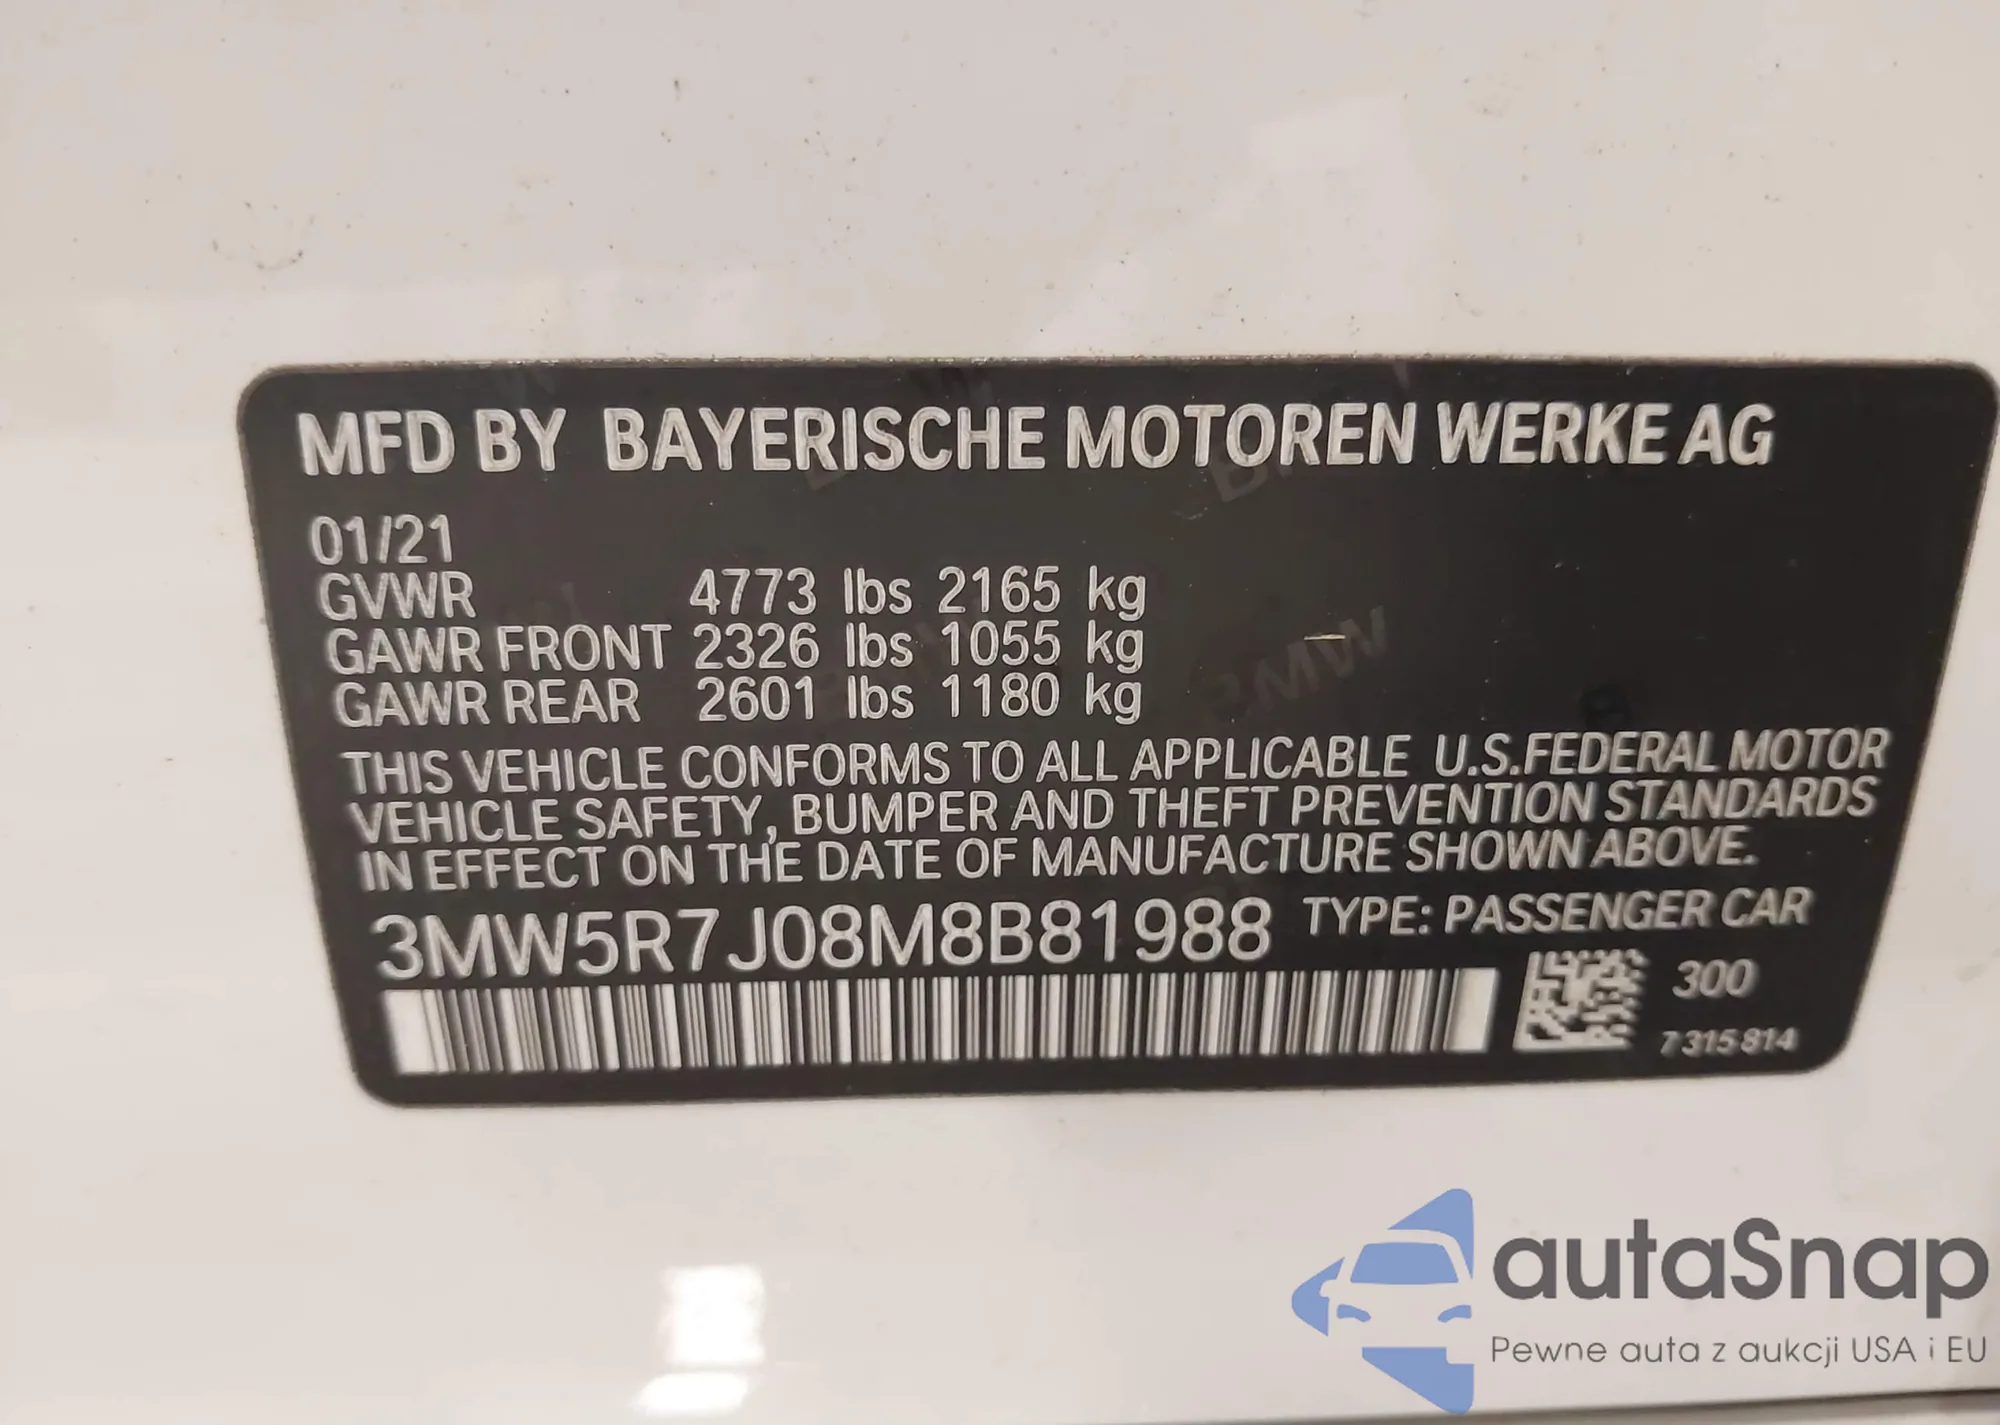 MFD BY BAYERISCHE MOTOREN WERKE AG
01/21
GVWR 4773 lbs 2165 kg
GAWR FRONT 2326 lbs 1055 kg
GAWR REAR 2601 lbs 1180 kg
THIS VEHICLE CONFORMS TO ALL APPLICABLE U.S.FEDERAL MOTOR
VEHICLE SAFETY, BUMPER AND THEFT PREVENTION STANDARDS
IN EFFECT ON THE DATE OF MANUFACTURE SHOWN ABOVE.
3MW5R7J08M8B81988 TYPE: PASSENGER CAR
300
7 315 814
autaSnap
Pewne auta z aukcji USA i EU